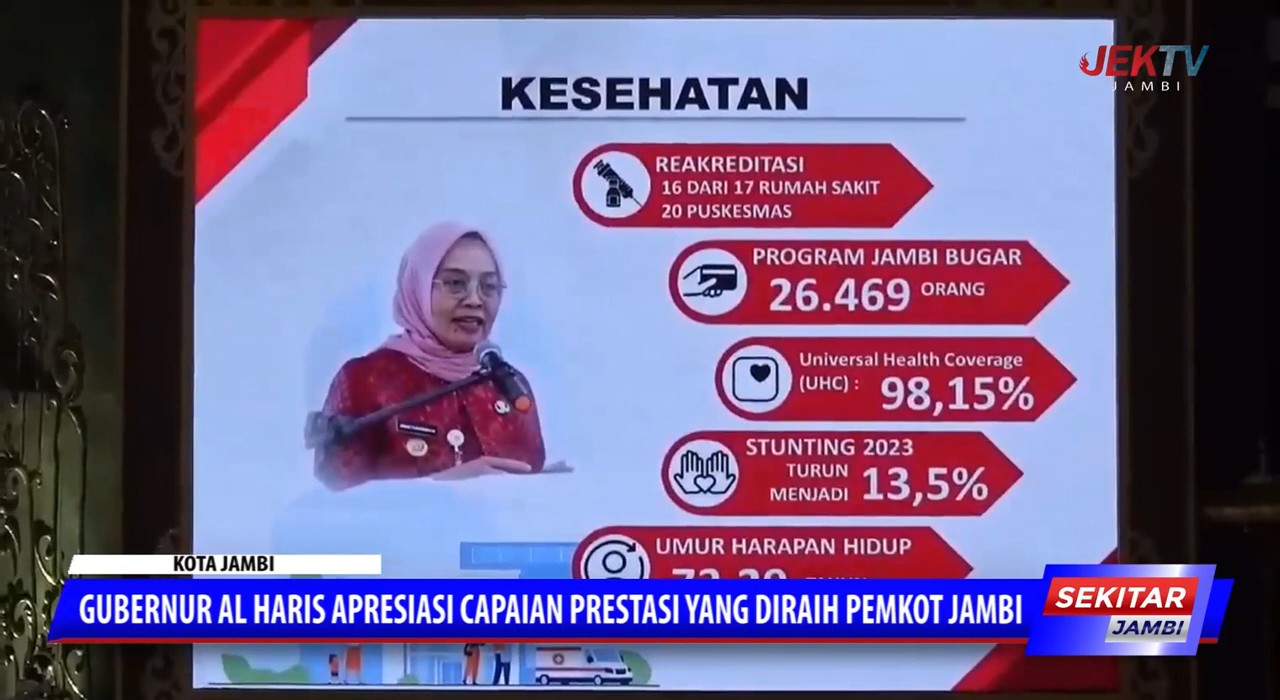 JEKTV
JAMBI
KESEHATAN
REAKREDITASI
16 DARI 17 RUMAH SAKIT
20 PUSKESMAS
PROGRAM JAMBI BUGAR
26.469 ORANG
Universal Health Coverage
(UHC) : 98,15%
STUNTING 2023
TURUN
MENJADI 13,5%
UMUR HARAPAN HIDUP
KOTA JAMBI
GUBERNUR AL HARIS APRESIASI CAPAIAN PRESTASI YANG DIRAIH PEMKOT JAMBI
SEKITAR
JAMBI